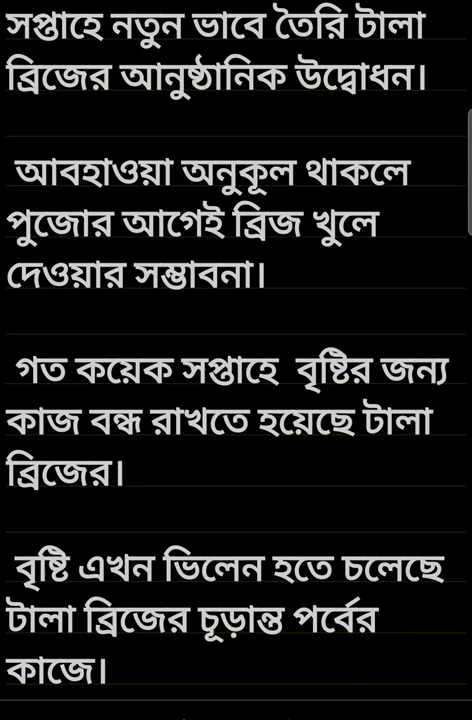 সপ্তাহে নতুন ভাবে তৈরি টালা
ব্রিজের আনুষ্ঠানিক উদ্বোধন।
আবহাওয়া অনুকূল থাকলে
পুজোর আগেই ব্রিজ খুলে
দেওয়ার সম্ভাবনা।
গত কয়েক সপ্তাহে বৃষ্টির জন্য
কাজ বন্ধ রাখতে হয়েছে টালা
ব্রিজের।
বৃষ্টি এখন ভিলেন হতে চলেছে
টালা ব্রিজের চূড়ান্ত পর্বের
কাজে।